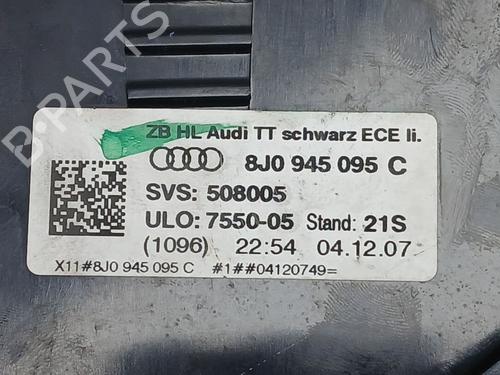 ZB HL Audi TT schwarz ECE li.
8J0 945 095 C
SVS: 508005
ULO: 7550-05 Stand: 21S
(1096) 22:54 04.12.07
X11#8J0 945 095 C #1##04120749=